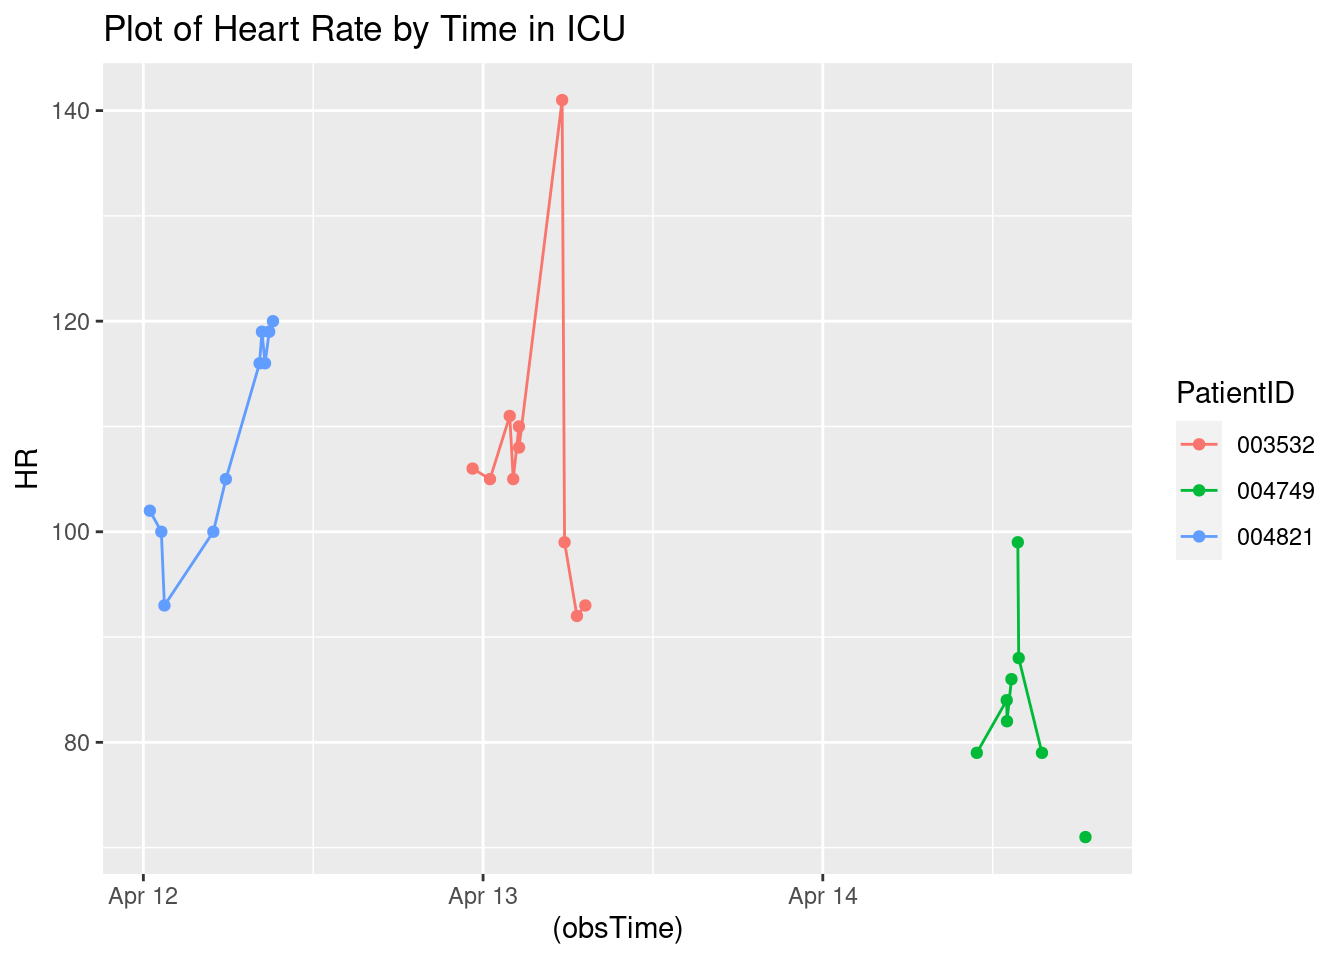 Plot of Heart Rate by Time in ICU
140
120
100
80
HR
Apr 12
Apr 13
Apr 14
(obsTime)
PatientID
003532
004749
004821